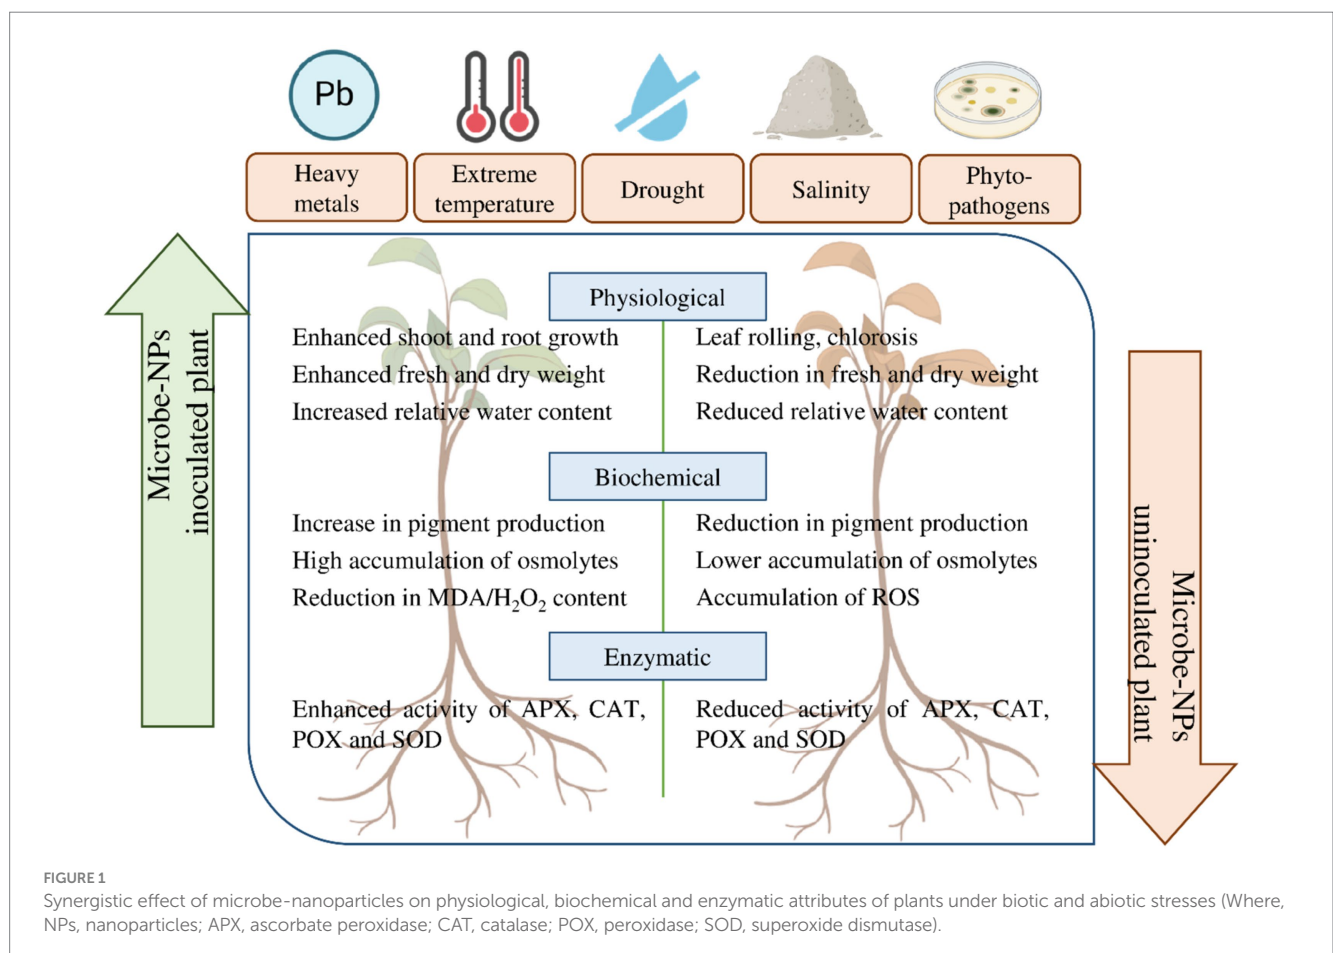 Pb
Heavy
metals
Extreme
temperature
Drought
Salinity
Phyto-
pathogens
Microbe-NPs
inoculated plant
Physiological
Enhanced shoot and root growth
Enhanced fresh and dry weight
Increased relative water content
Leaf rolling, chlorosis
Reduction in fresh and dry weight
Reduced relative water content
Biochemical
Increase in pigment production
High accumulation of osmolytes
Reduction in MDA/H₂O₂ content
Reduction in pigment production
Lower accumulation of osmolytes
Accumulation of ROS
Enzymatic
Enhanced activity of APX, CAT,
POX and SOD
Reduced activity of APX, CAT,
POX and SOD
Microbe-NPs
uninoculated plant
FIGURE 1
Synergistic effect of microbe-nanoparticles on physiological, biochemical and enzymatic attributes of plants under biotic and abiotic stresses (Where,
NPs, nanoparticles; APX, ascorbate peroxidase; CAT, catalase; POX, peroxidase; SOD, superoxide dismutase).